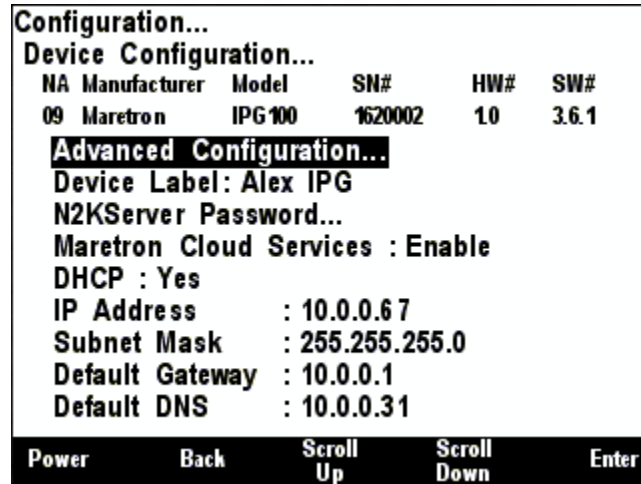 Configuration...
Device Configuration...
NA Manufacturer Model SN# HW# SW#
09 Maretron IPG100 1620002 1.0 3.6.1
Advanced Configuration...
Device Label: Alex IPG
N2KServer Password...
Maretron Cloud Services : Enable
DHCP : Yes
IP Address : 10.0.0.67
Subnet Mask : 255.255.255.0
Default Gateway : 10.0.0.1
Default DNS : 10.0.0.31
Power Back Scroll Up Scroll Down Enter